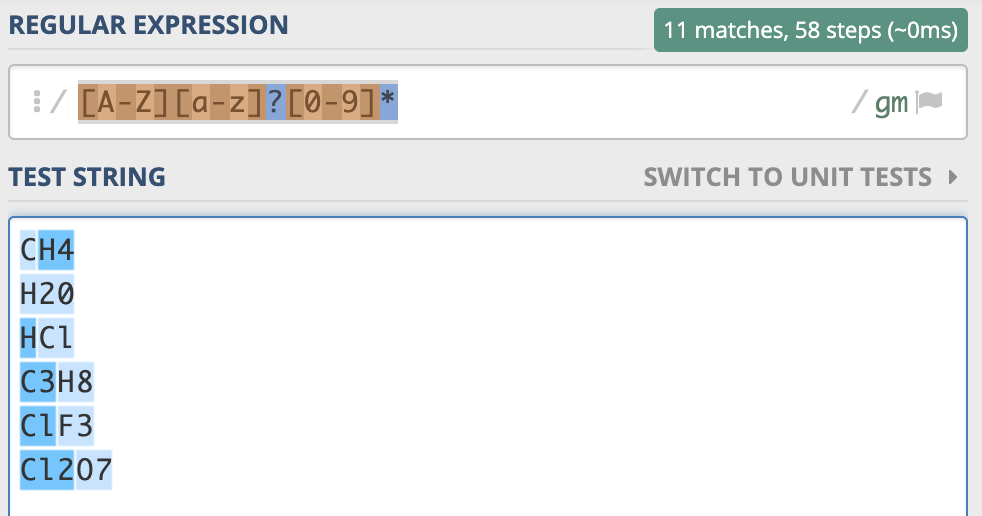 REGULAR EXPRESSION
11 matches, 58 steps (~0ms)
/ [A-Z][a-z]?[0-9]* / gm
TEST STRING
SWITCH TO UNIT TESTS
CH4
H20
HCl
C3H8
ClF3
Cl2O7